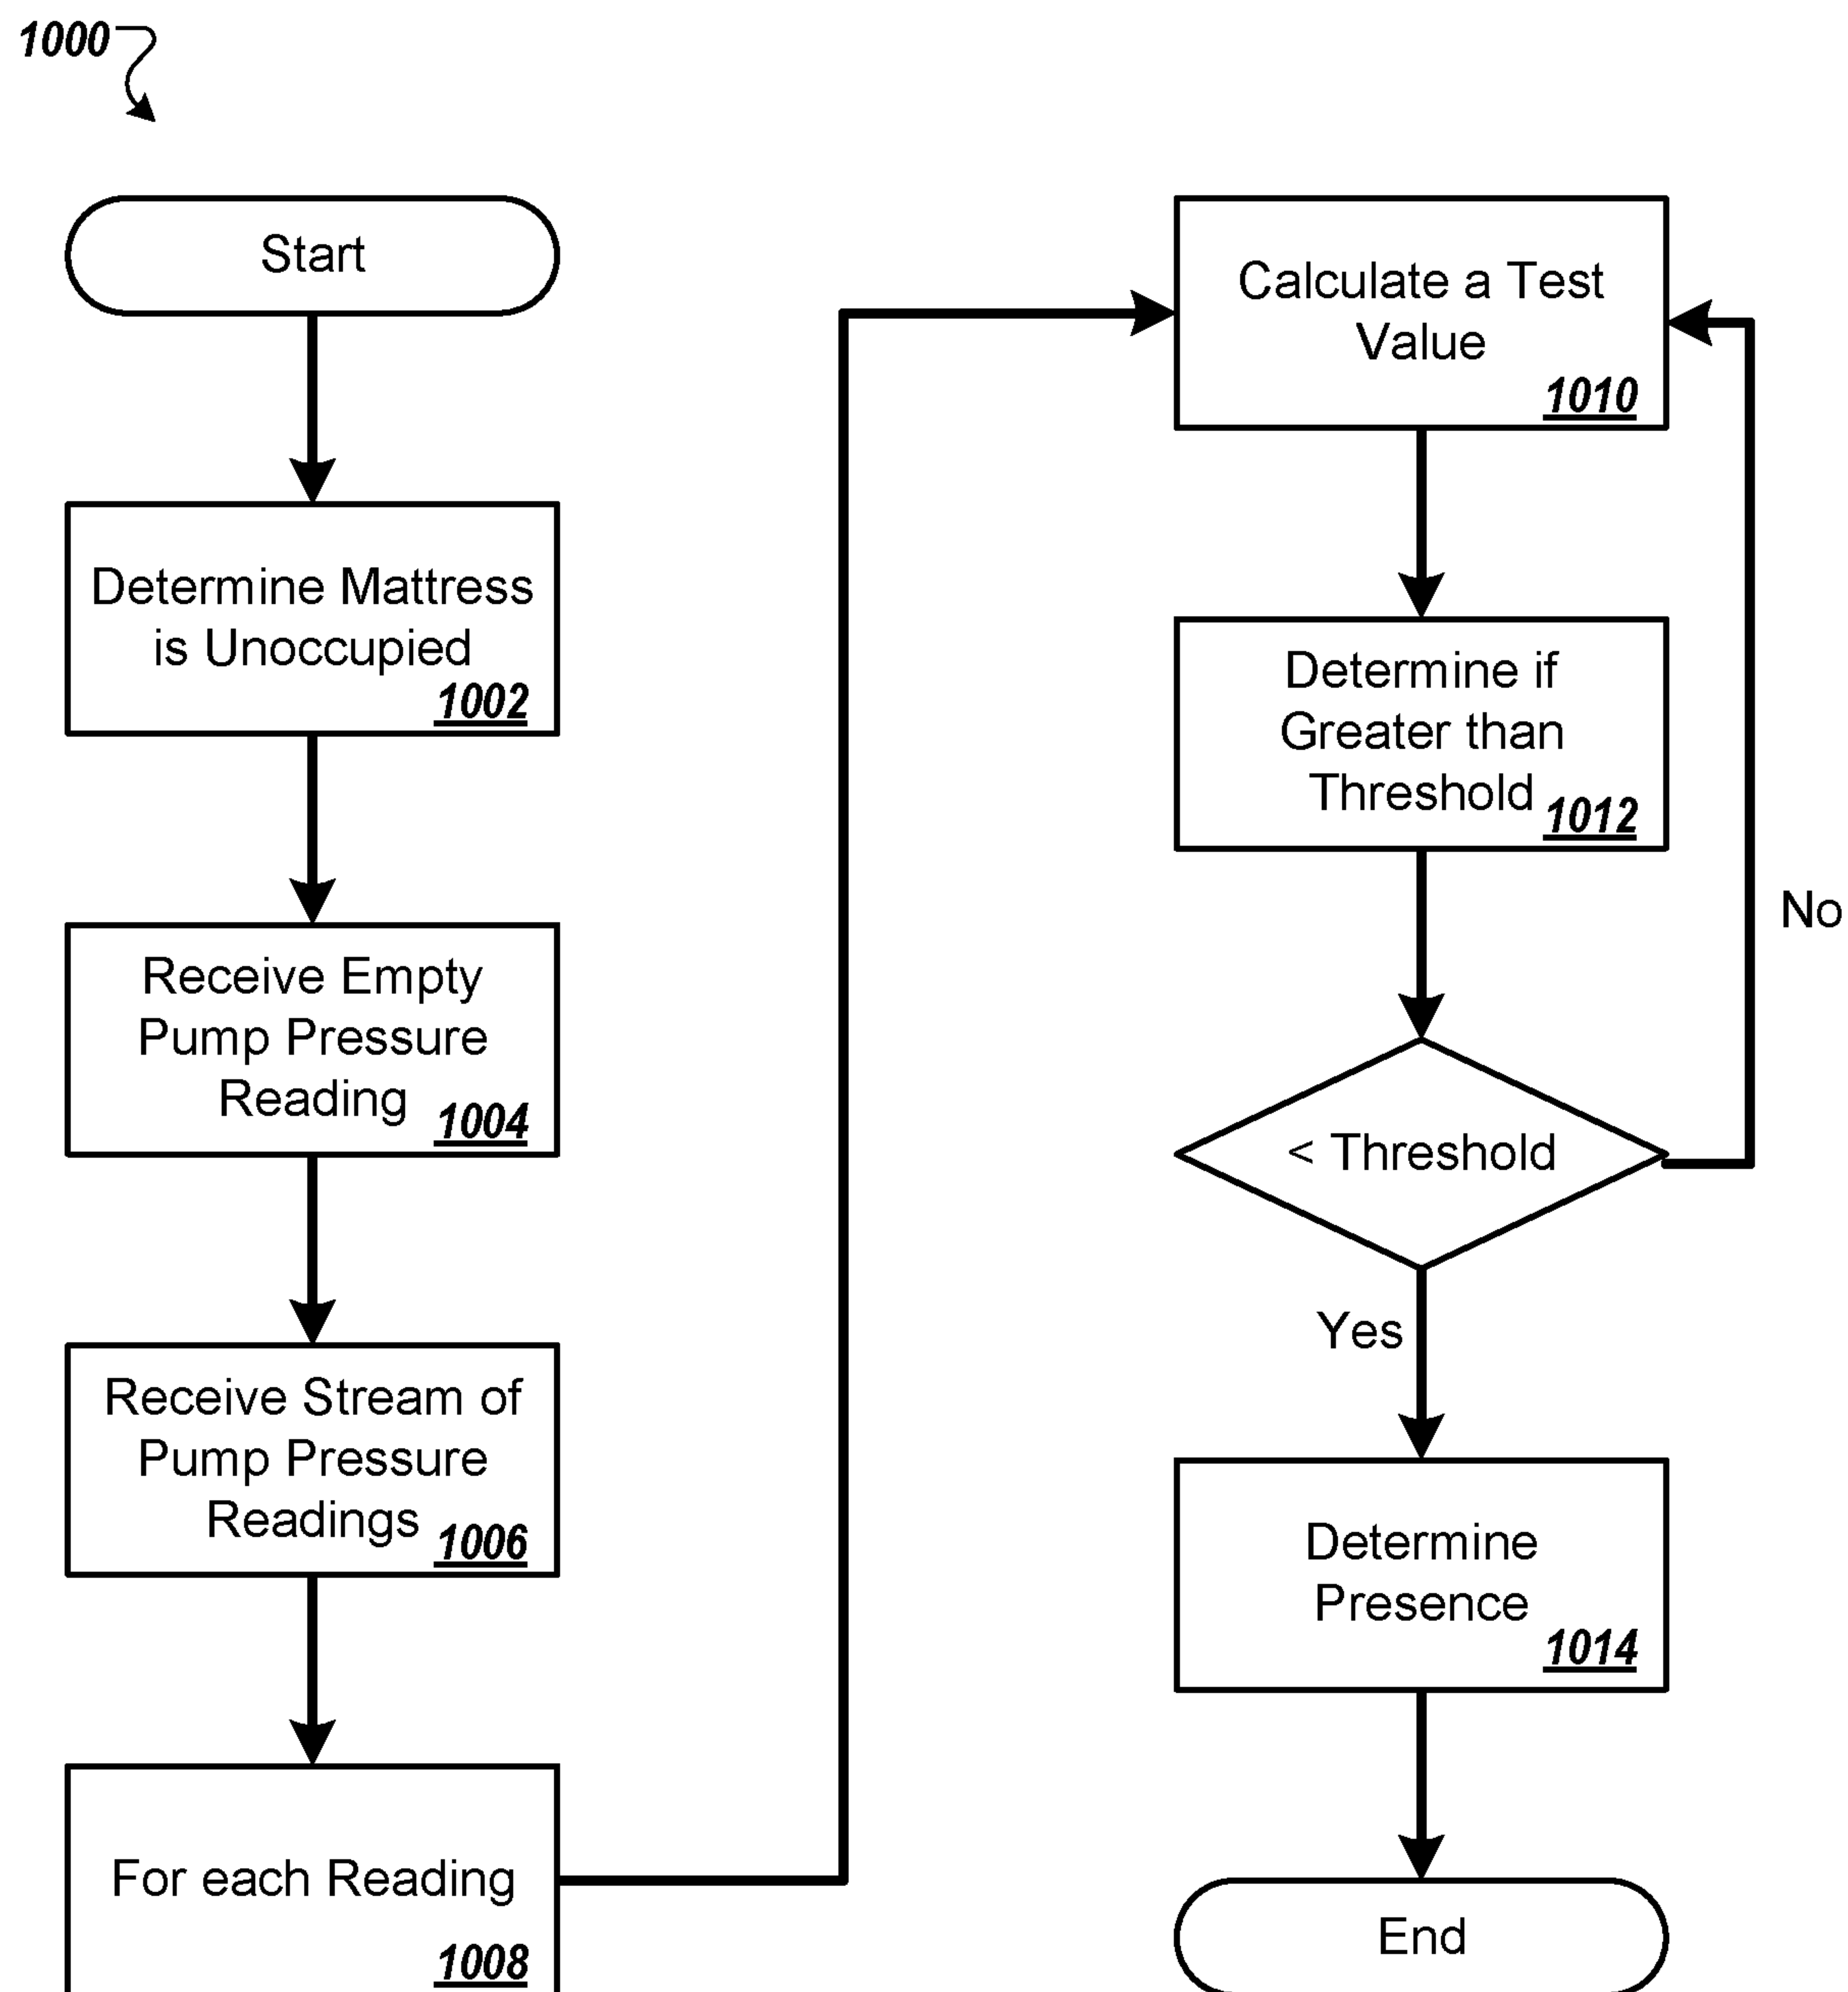 1000
Start
Determine Mattress
is Unoccupied
1002
Receive Empty
Pump Pressure
Reading
1004
Receive Stream of
Pump Pressure
Readings
1006
For each Reading
1008
Calculate a Test
Value
1010
Determine if
Greater than
Threshold
1012
No
< Threshold
Yes
Determine
Presence
1014
End